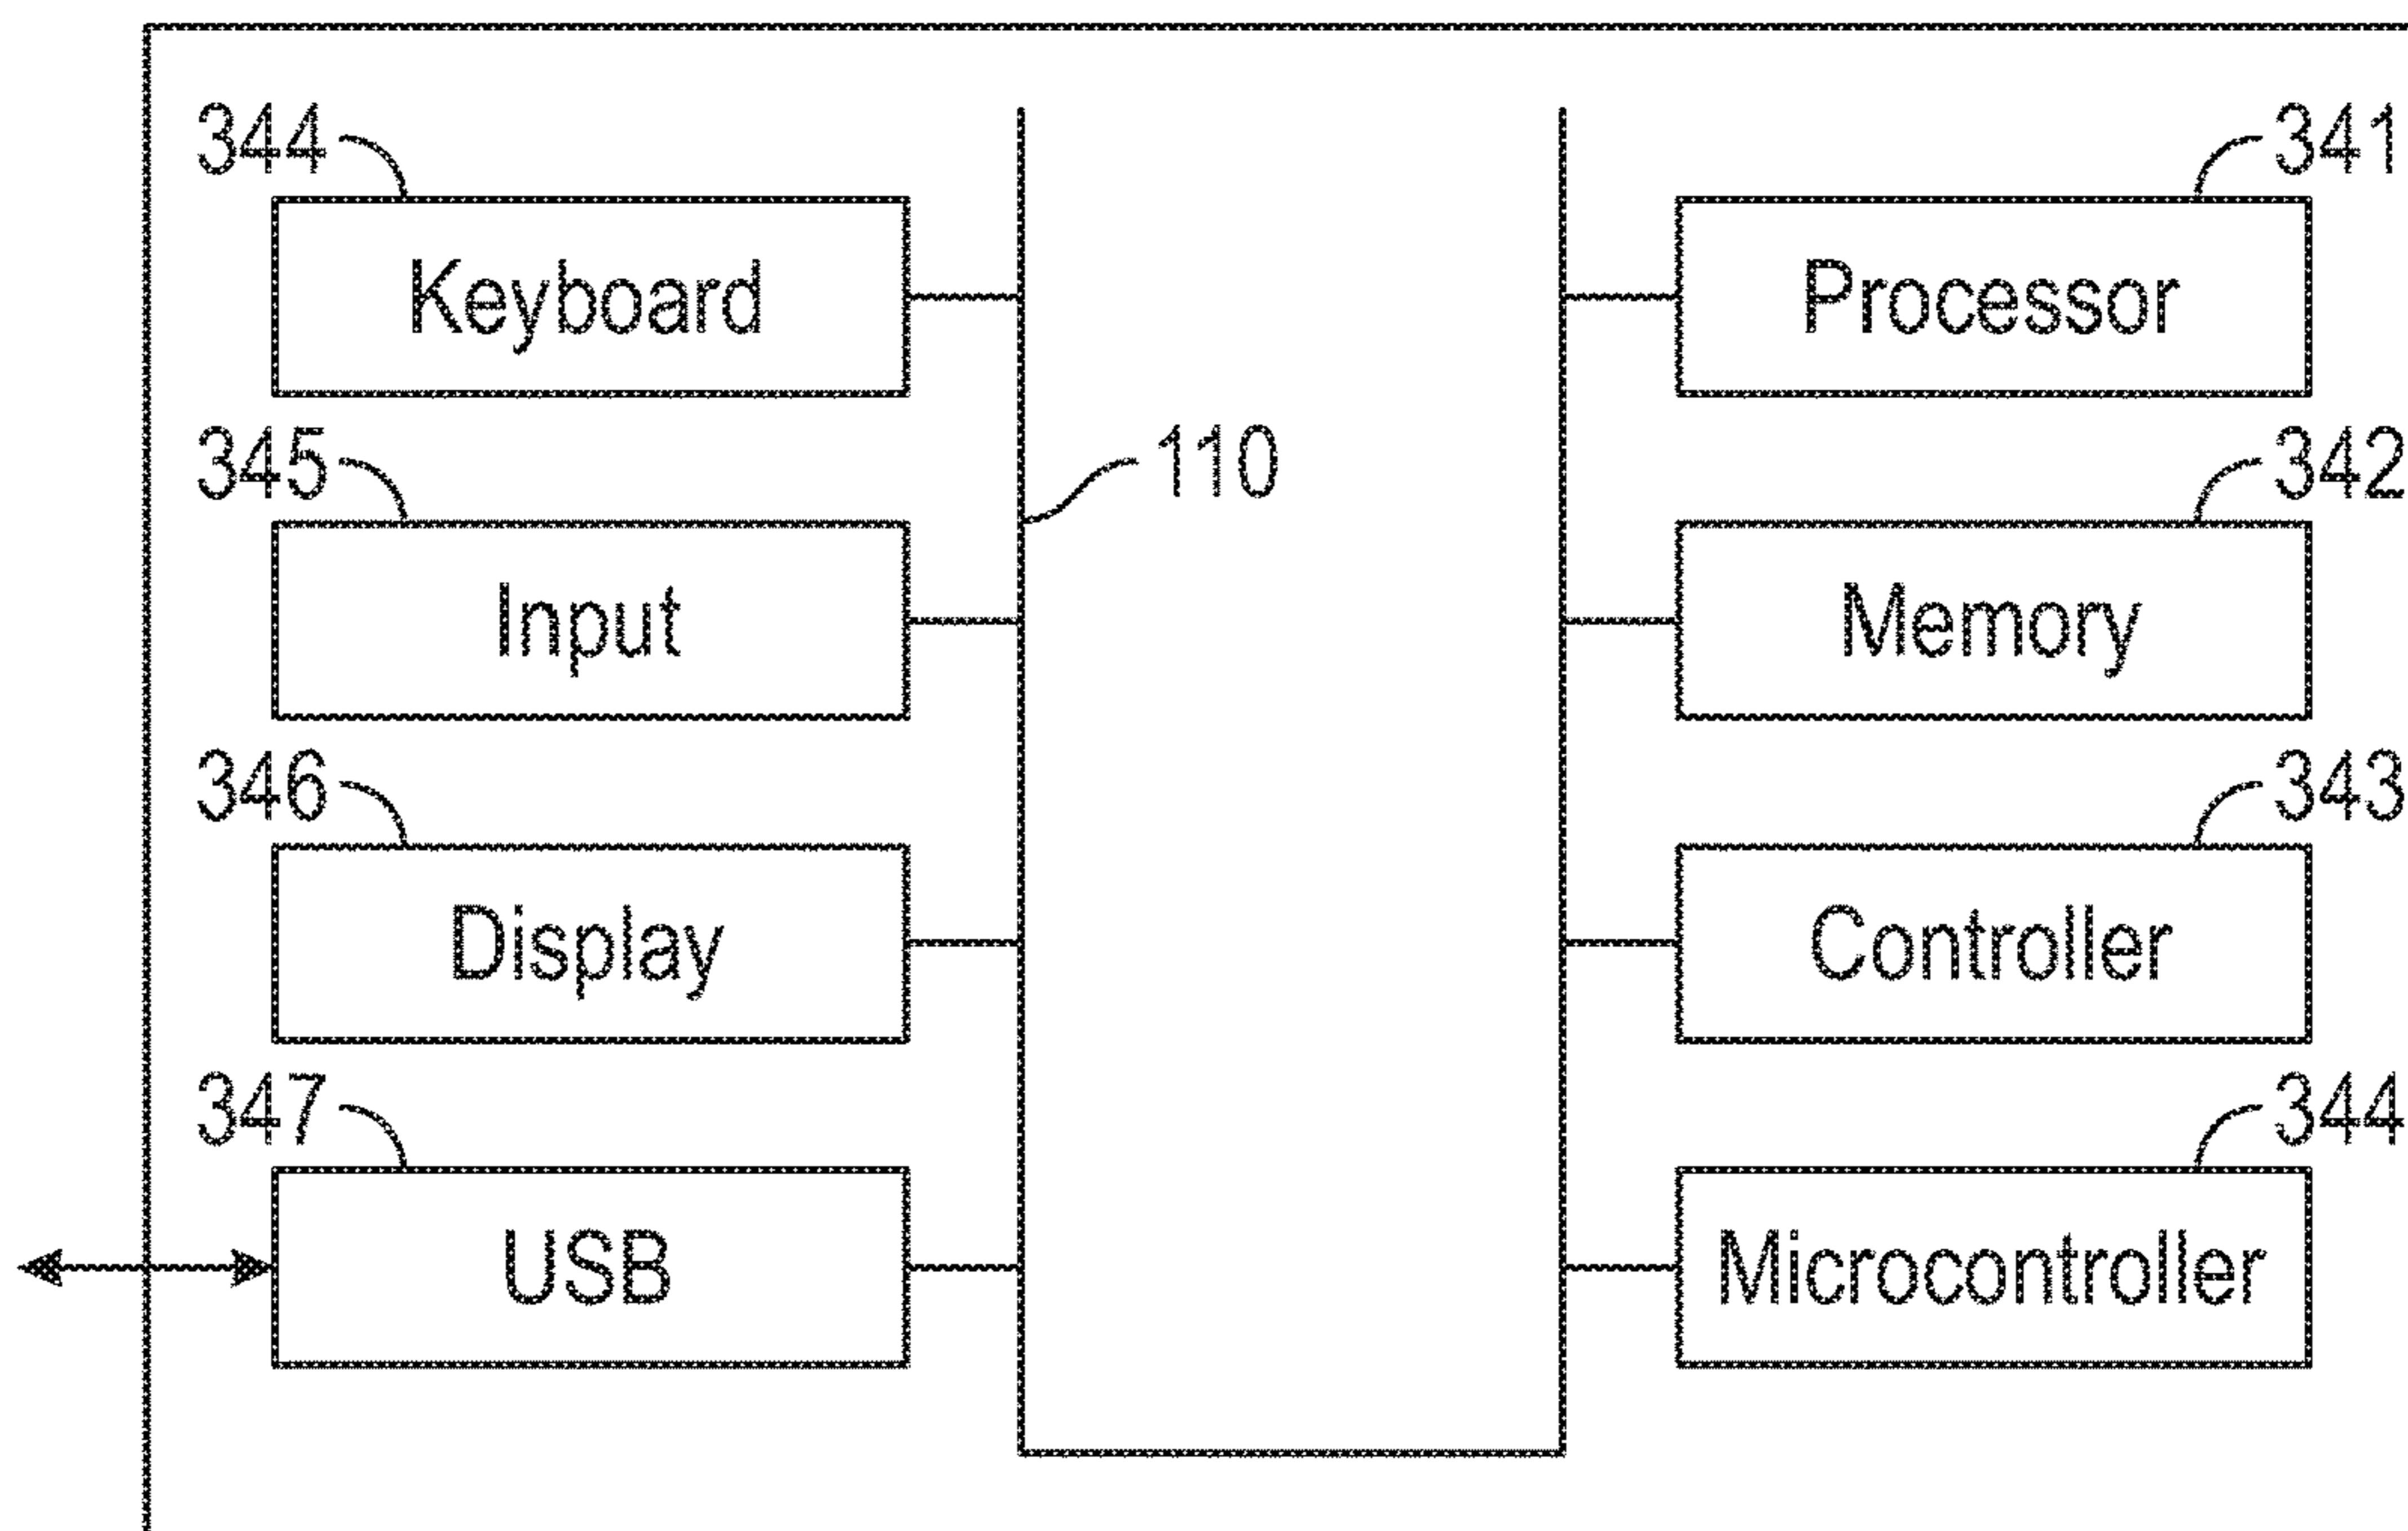 344
341
Keyboard
Processor
345
110
342
Input
Memory
346
343
Display
Controller
347
344
USB
Microcontroller